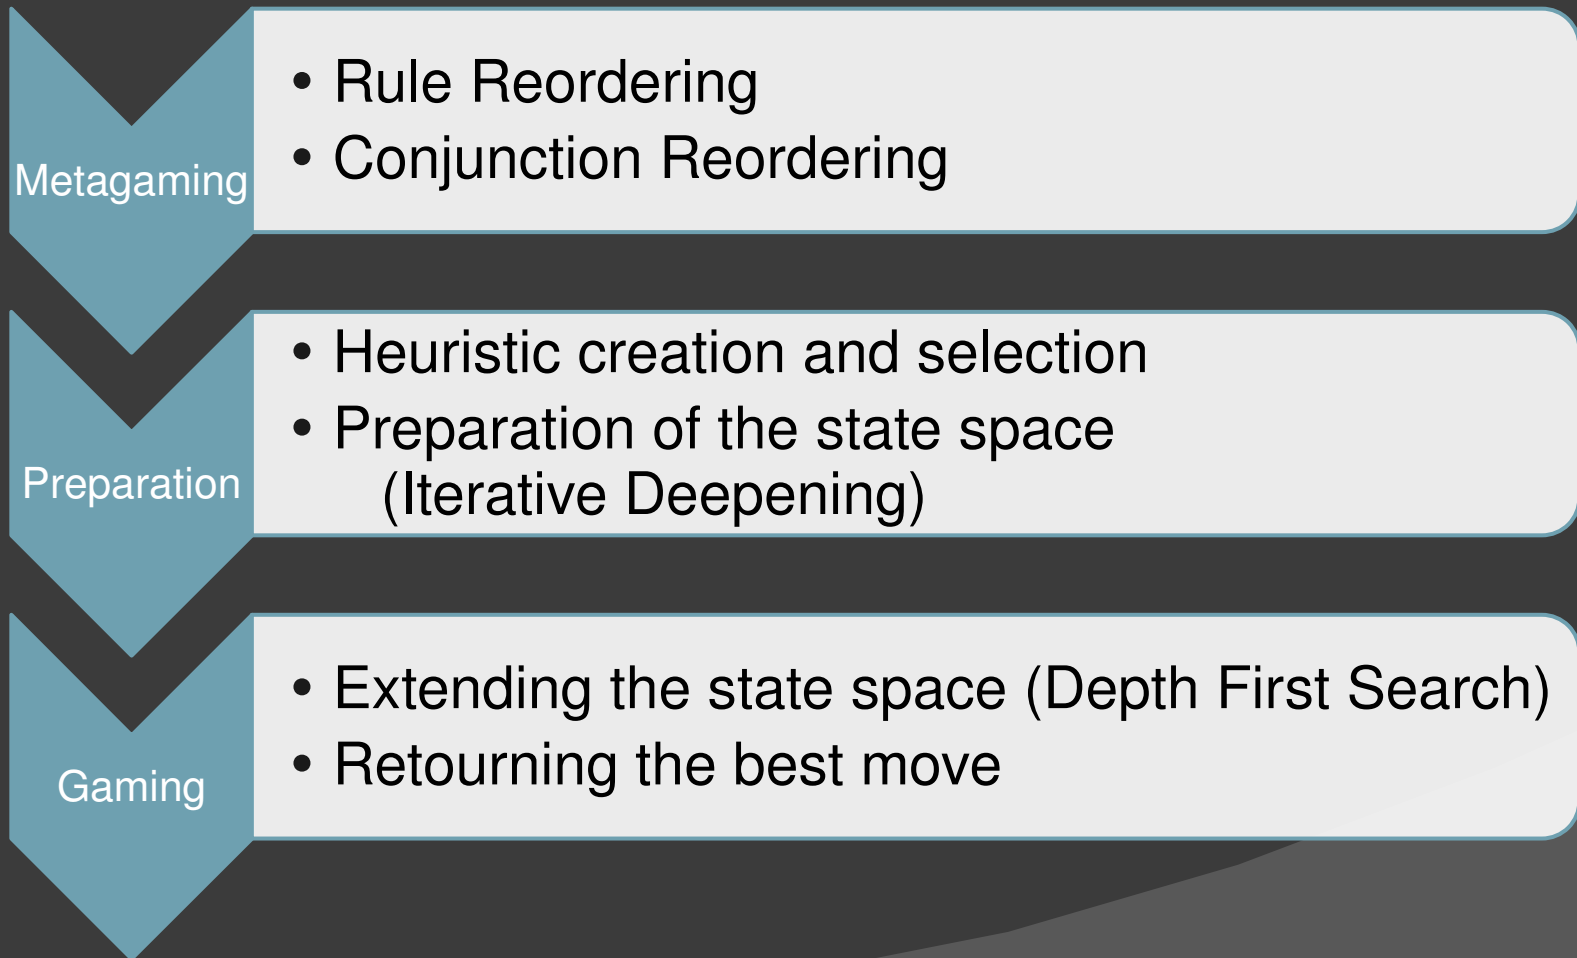 Metagaming
• Rule Reordering
• Conjunction Reordering
Preparation
• Heuristic creation and selection
• Preparation of the state space
(Iterative Deepening)
Gaming
• Extending the state space (Depth First Search)
• Retourning the best move